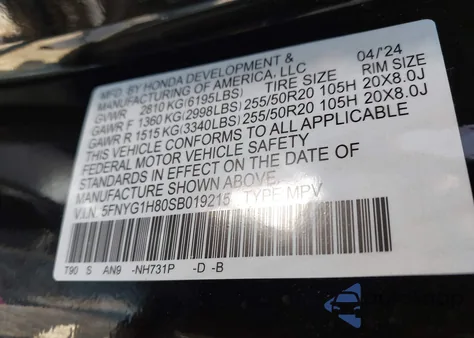 MFD. BY HONDA DEVELOPMENT & 04/'24
MANUFACTURING OF AMERICA, LLC
GVWR 2810 KG(6195LBS) TIRE SIZE RIM SIZE
GAWR F 1360 KG(2998LBS) 255/50R20 105H 20X8.0J
GAWR R 1515 KG(3340LBS) 255/50R20 105H 20X8.0J
THIS VEHICLE CONFORMS TO ALL APPLICABLE
FEDERAL MOTOR VEHICLE SAFETY
STANDARDS IN EFFECT ON THE DATE OF
MANUFACTURE SHOWN ABOVE.
V.I.N. 5FNYG1H80SB019215 TYPE MPV
T90 S AN9 -NH731P -D -B